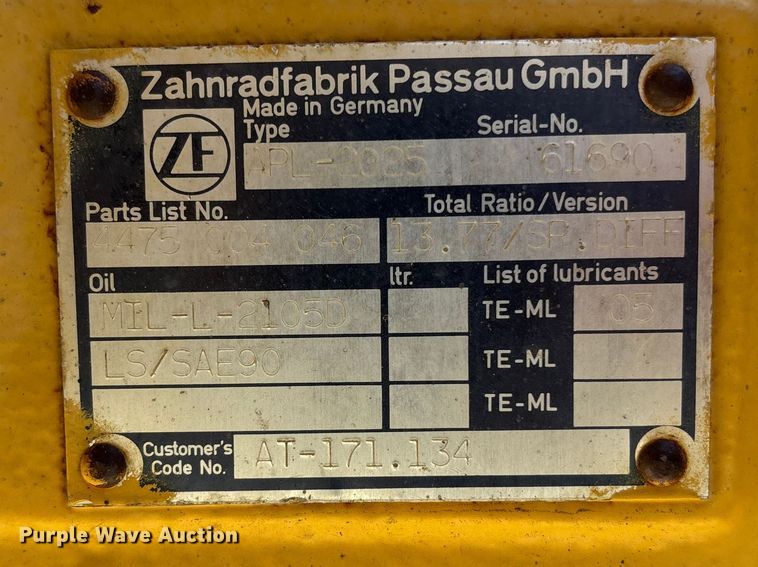 Zahnradfabrik Passau GmbH
ZF
Made in Germany
Type Serial-No.
APL-2025 61690
Parts List No. Total Ratio/Version
4475 004 046 13.77/SP.DIFF
Oil ltr. List of lubricants
MIL-L-2105D TE-ML 05
LS/SAE90 TE-ML
TE-ML
Customer's
Code No. AT-171.134
Purple Wave Auction